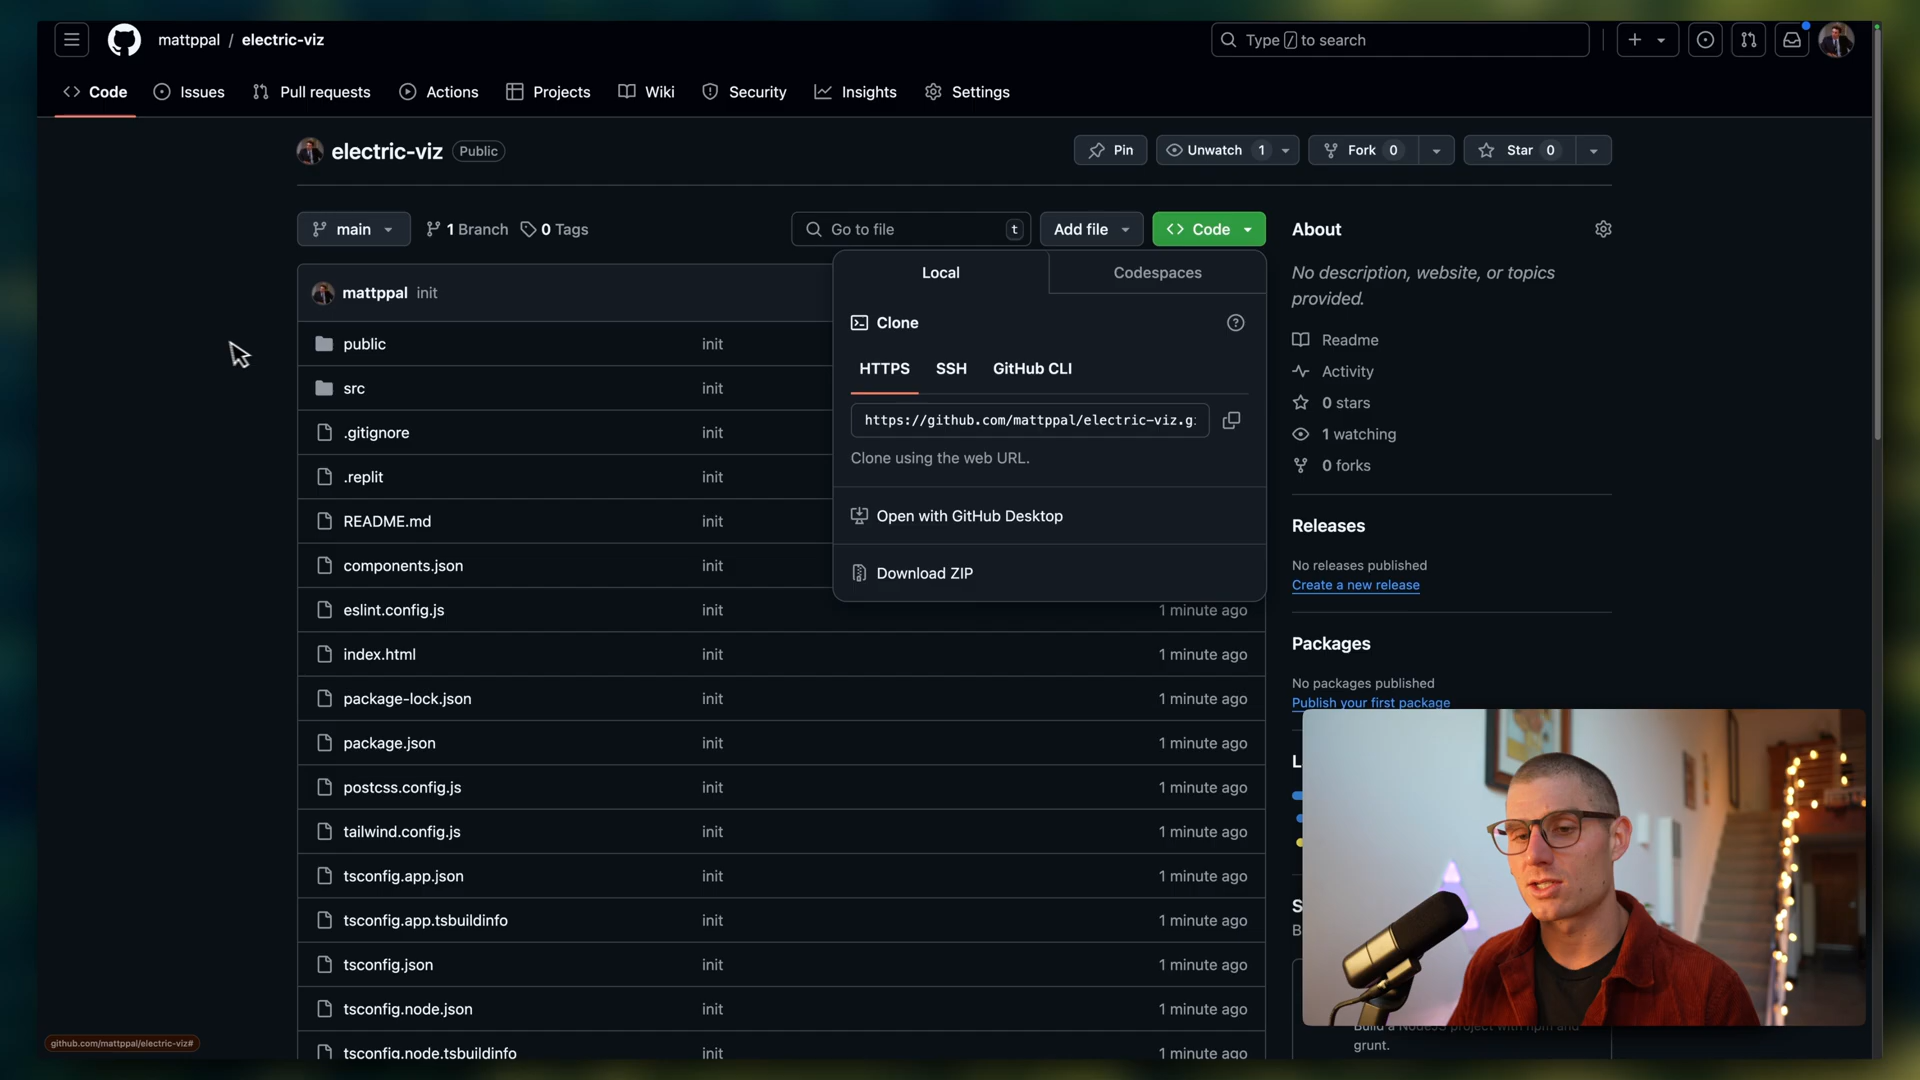 mattppal / electric-viz
Type / to search
Code
Issues
Pull requests
Actions
Projects
Wiki
Security
Insights
Settings
electric-viz Public
Pin
Unwatch 1
Fork 0
Star 0
main
1 Branch
0 Tags
Go to file
t
Add file
Code
About
No description, website, or topics
provided.
Local
Codespaces
Clone
HTTPS
SSH
GitHub CLI
https://github.com/mattppal/electric-viz.g
Clone using the web URL.
Open with GitHub Desktop
Download ZIP
mattppal init
public init
src init
.gitignore init
.replit init
README.md init
components.json init
eslint.config.js init 1 minute ago
index.html init 1 minute ago
package-lock.json init 1 minute ago
package.json init 1 minute ago
postcss.config.js init 1 minute ago
tailwind.config.js init 1 minute ago
tsconfig.app.json init 1 minute ago
tsconfig.app.tsbuildinfo init 1 minute ago
tsconfig.json init 1 minute ago
tsconfig.node.json init 1 minute ago
tsconfig.node.tsbuildinfo init 1 minute ago
Readme
Activity
0 stars
1 watching
0 forks
Releases
No releases published
Create a new release
Packages
No packages published
Publish your first package
L
S
B
Build a NodeJS project with npm and
grunt.
github.com/mattppal/electric-viz#